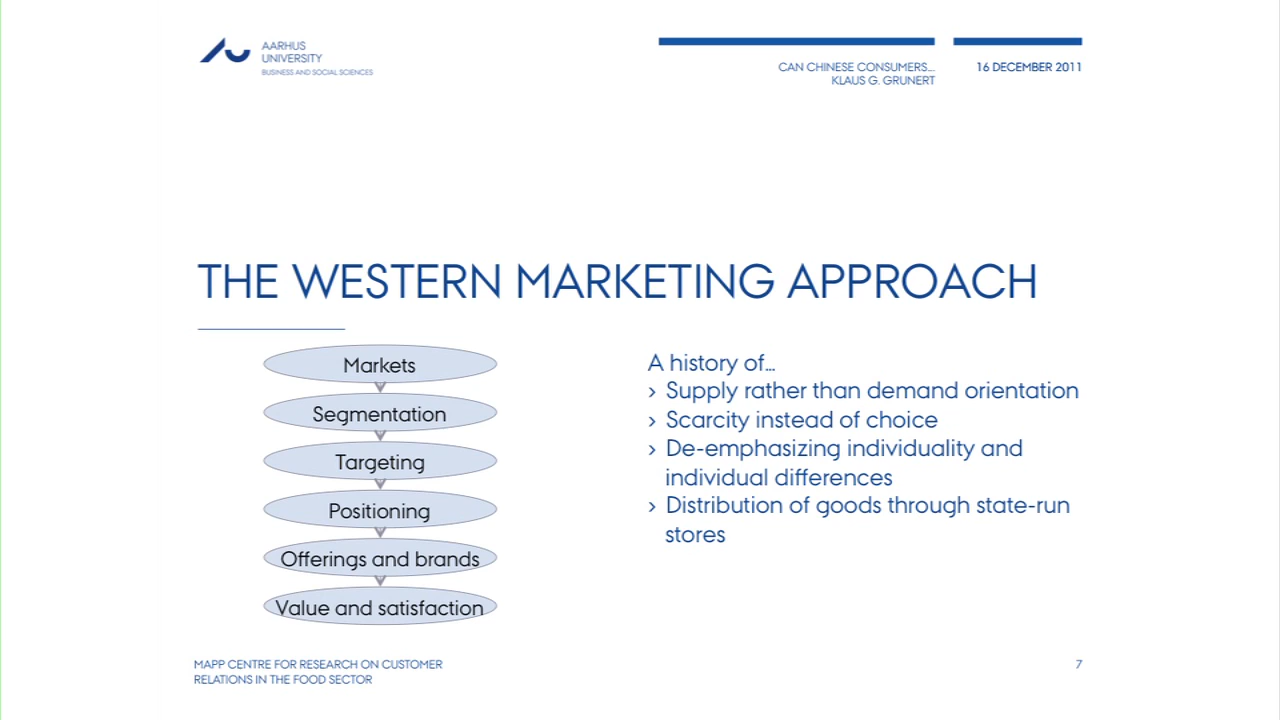 AARHUS
UNIVERSITY
BUSINESS AND SOCIAL SCIENCES
CAN CHINESE CONSUMERS...
KLAUS G. GRUNERT
16 DECEMBER 2011
THE WESTERN MARKETING APPROACH
Markets
Segmentation
Targeting
Positioning
Offerings and brands
Value and satisfaction
A history of...
› Supply rather than demand orientation
› Scarcity instead of choice
› De-emphasizing individuality and
individual differences
› Distribution of goods through state-run
stores
MAPP CENTRE FOR RESEARCH ON CUSTOMER
RELATIONS IN THE FOOD SECTOR
7